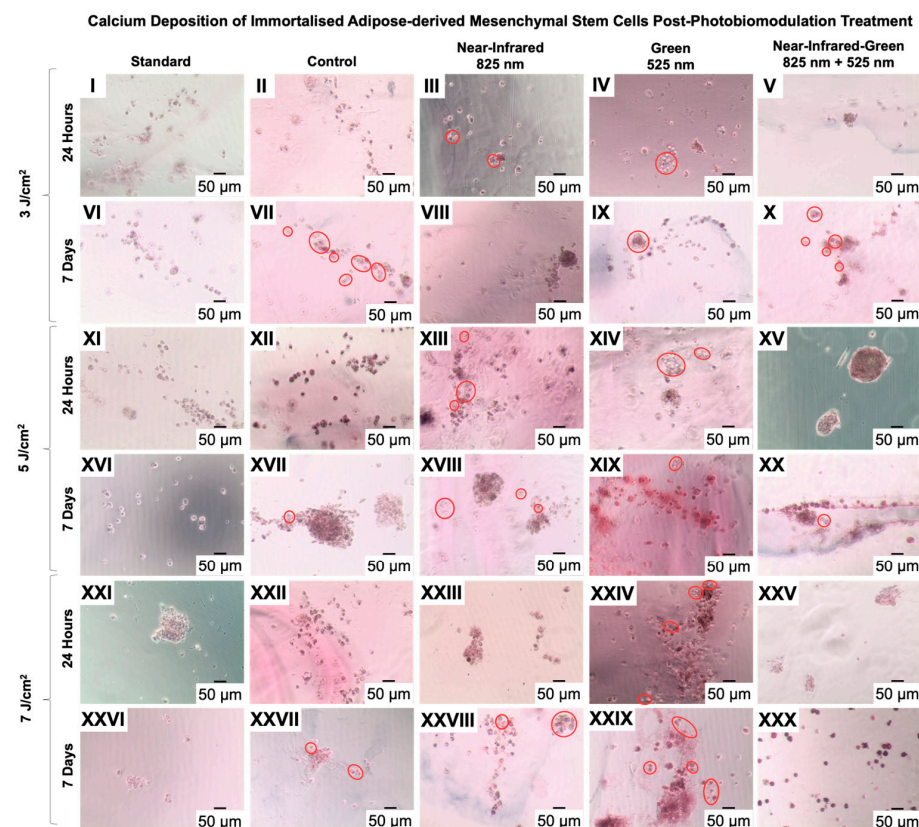 Calcium Deposition of Immortalised Adipose-derived Mesenchymal Stem Cells Post-Photobiomodulation Treatment
Standard
Control
Near-Infrared
825 nm
Green
525 nm
Near-Infrared-Green
825 nm + 525 nm
3 J/cm²
24 Hours
I
50 µm
II
50 µm
III
50 µm
IV
50 µm
V
50 µm
7 Days
VI
50 µm
VII
50 µm
VIII
50 µm
IX
50 µm
X
50 µm
5 J/cm²
24 Hours
XI
50 µm
XII
50 µm
XIII
50 µm
XIV
50 µm
XV
50 µm
7 Days
XVI
50 µm
XVII
50 µm
XVIII
50 µm
XIX
50 µm
XX
50 µm
7 J/cm²
24 Hours
XXI
50 µm
XXII
50 µm
XXIII
50 µm
XXIV
50 µm
XXV
50 µm
7 Days
XXVI
50 µm
XXVII
50 µm
XXVIII
50 µm
XXIX
50 µm
XXX
50 µm